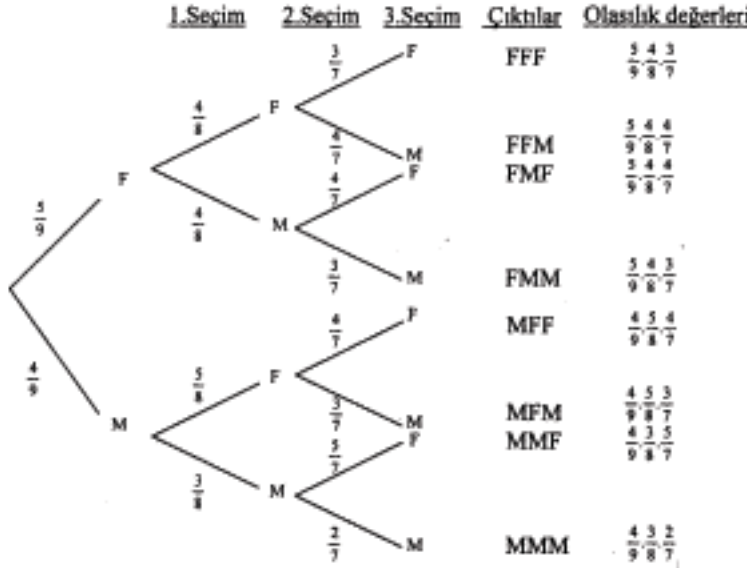 1.Seçim 2.Seçim 3.Seçim Çıktılar Olasılık değerleri
3/7 F FFF 5/9.4/8.3/7
4/8 F
4/7 M FFM 5/9.4/8.4/7
F 4/7 F FMF 5/9.4/8.4/7
5/9 4/8 M
3/7 M FMM 5/9.4/8.3/7
4/7 F MFF 4/9.5/8.4/7
4/9 5/8 F
M 3/7 M MFM 4/9.5/8.3/7
5/7 F MMF 4/9.3/8.5/7
3/8 M
2/7 M MMM 4/9.3/8.2/7